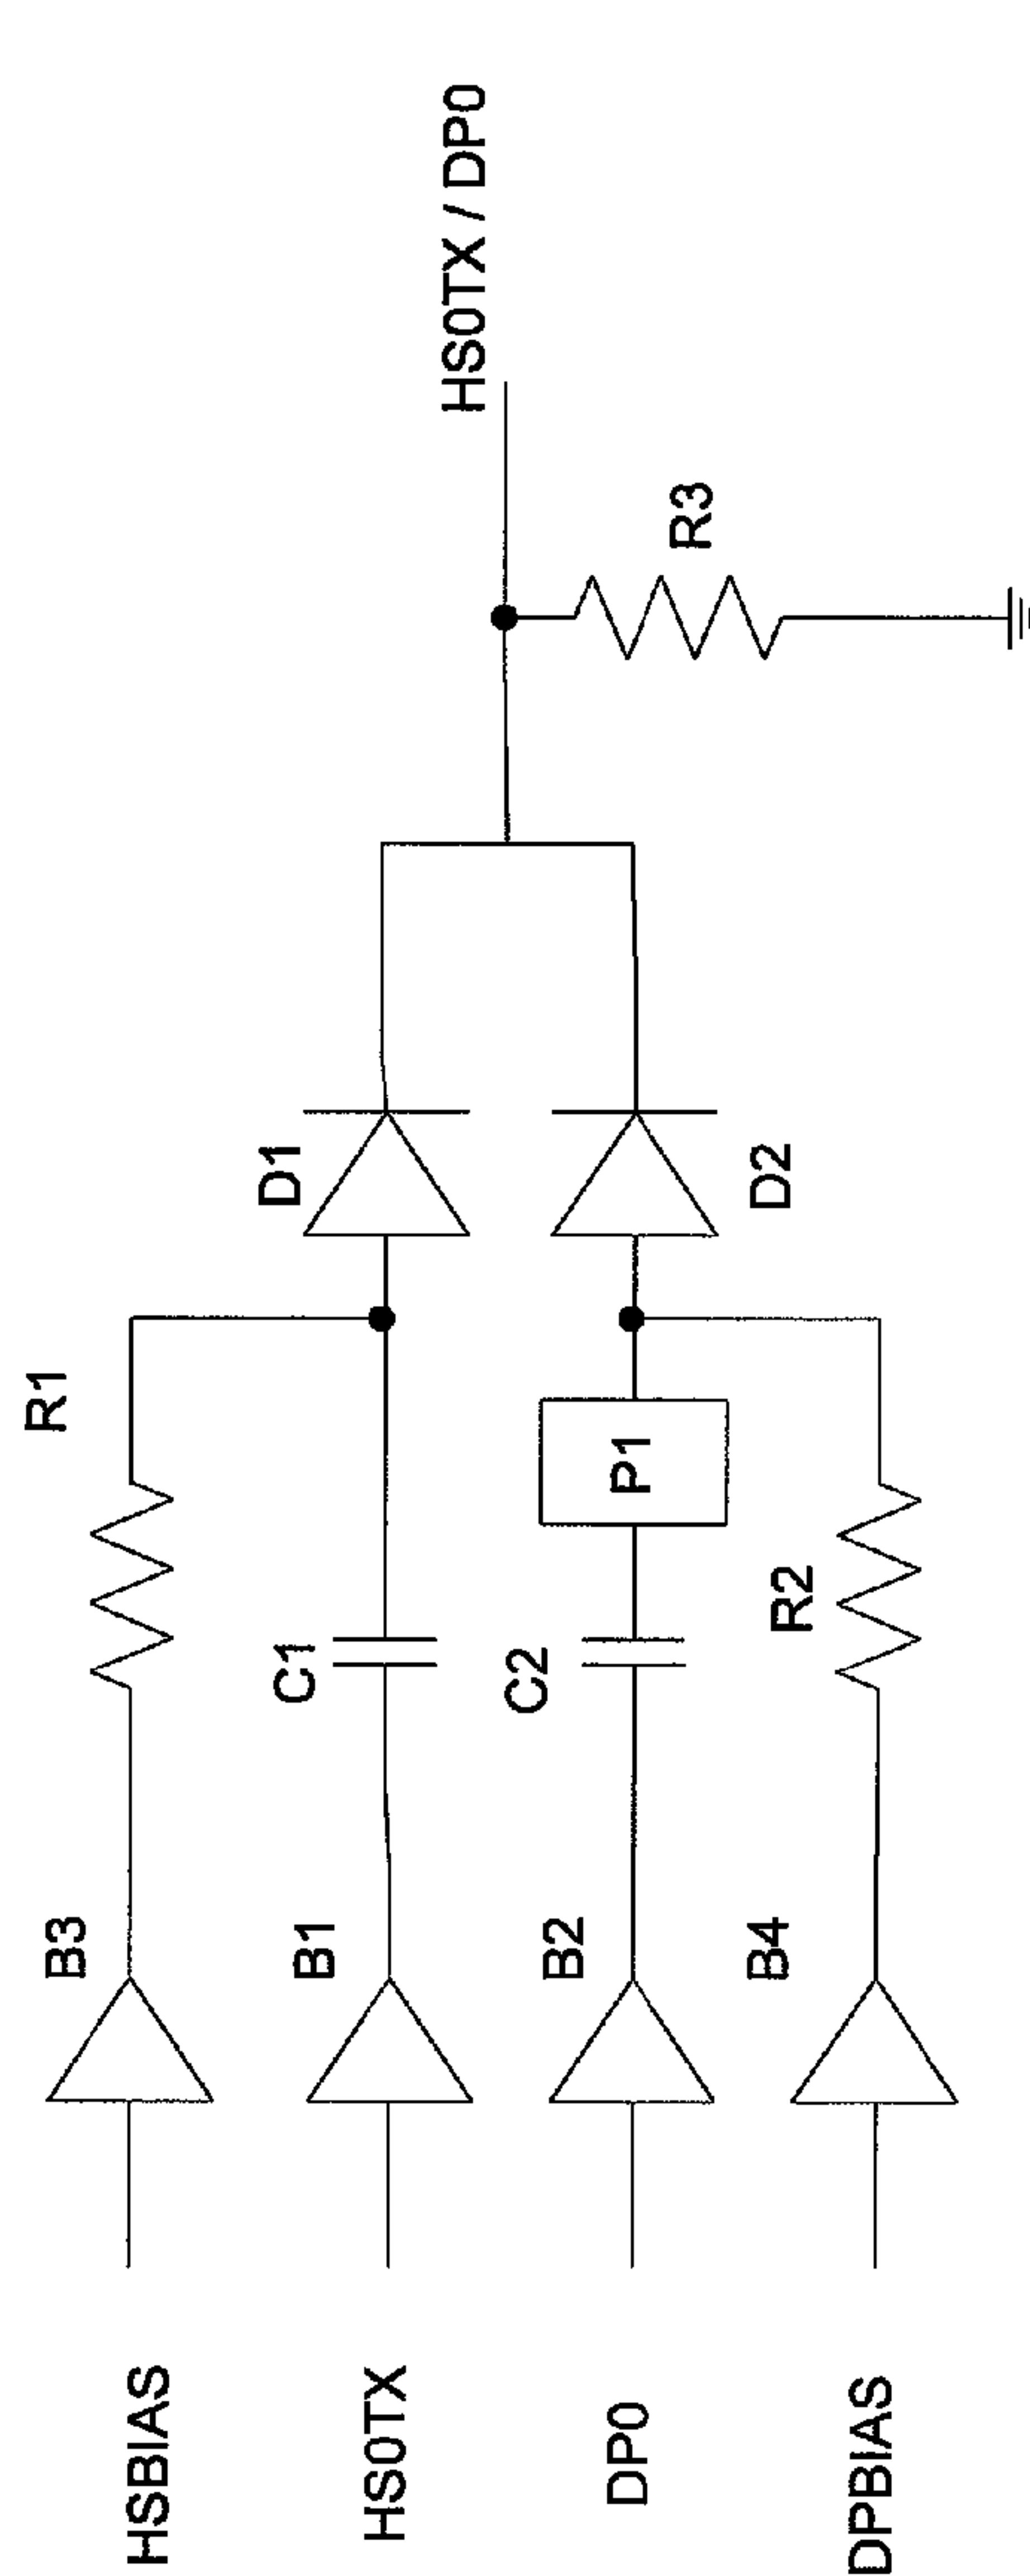 HSBIAS
B3
R1
HS0TX
B1
C1
D1
DP0
B2
C2
P1
D2
DPBIAS
B4
R2
HS0TX / DP0
R3